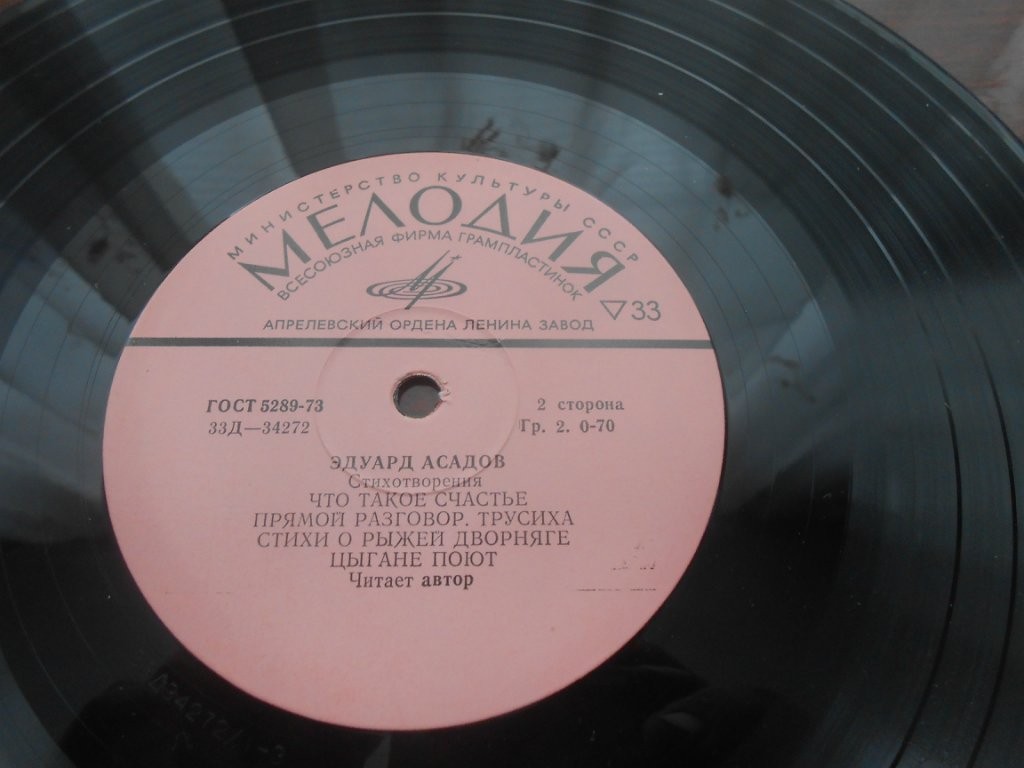 МИНИСТЕРСТВО КУЛЬТУРЫ СССР
МЕЛОДИЯ
ВСЕСОЮЗНАЯ ФИРМА ГРАМПЛАСТИНОК
▽33
АПРЕЛЕВСКИЙ ОРДЕНА ЛЕНИНА ЗАВОД
ГОСТ 5289-73
2 сторона
33Д—34272
Гр. 2. 0-70
ЭДУАРД АСАДОВ
Стихотворения
ЧТО ТАКОЕ СЧАСТЬЕ
ПРЯМОЙ РАЗГОВОР. ТРУСИХА
СТИХИ О РЫЖЕЙ ДВОРНЯГЕ
ЦЫГАНЕ ПОЮТ
Читает автор